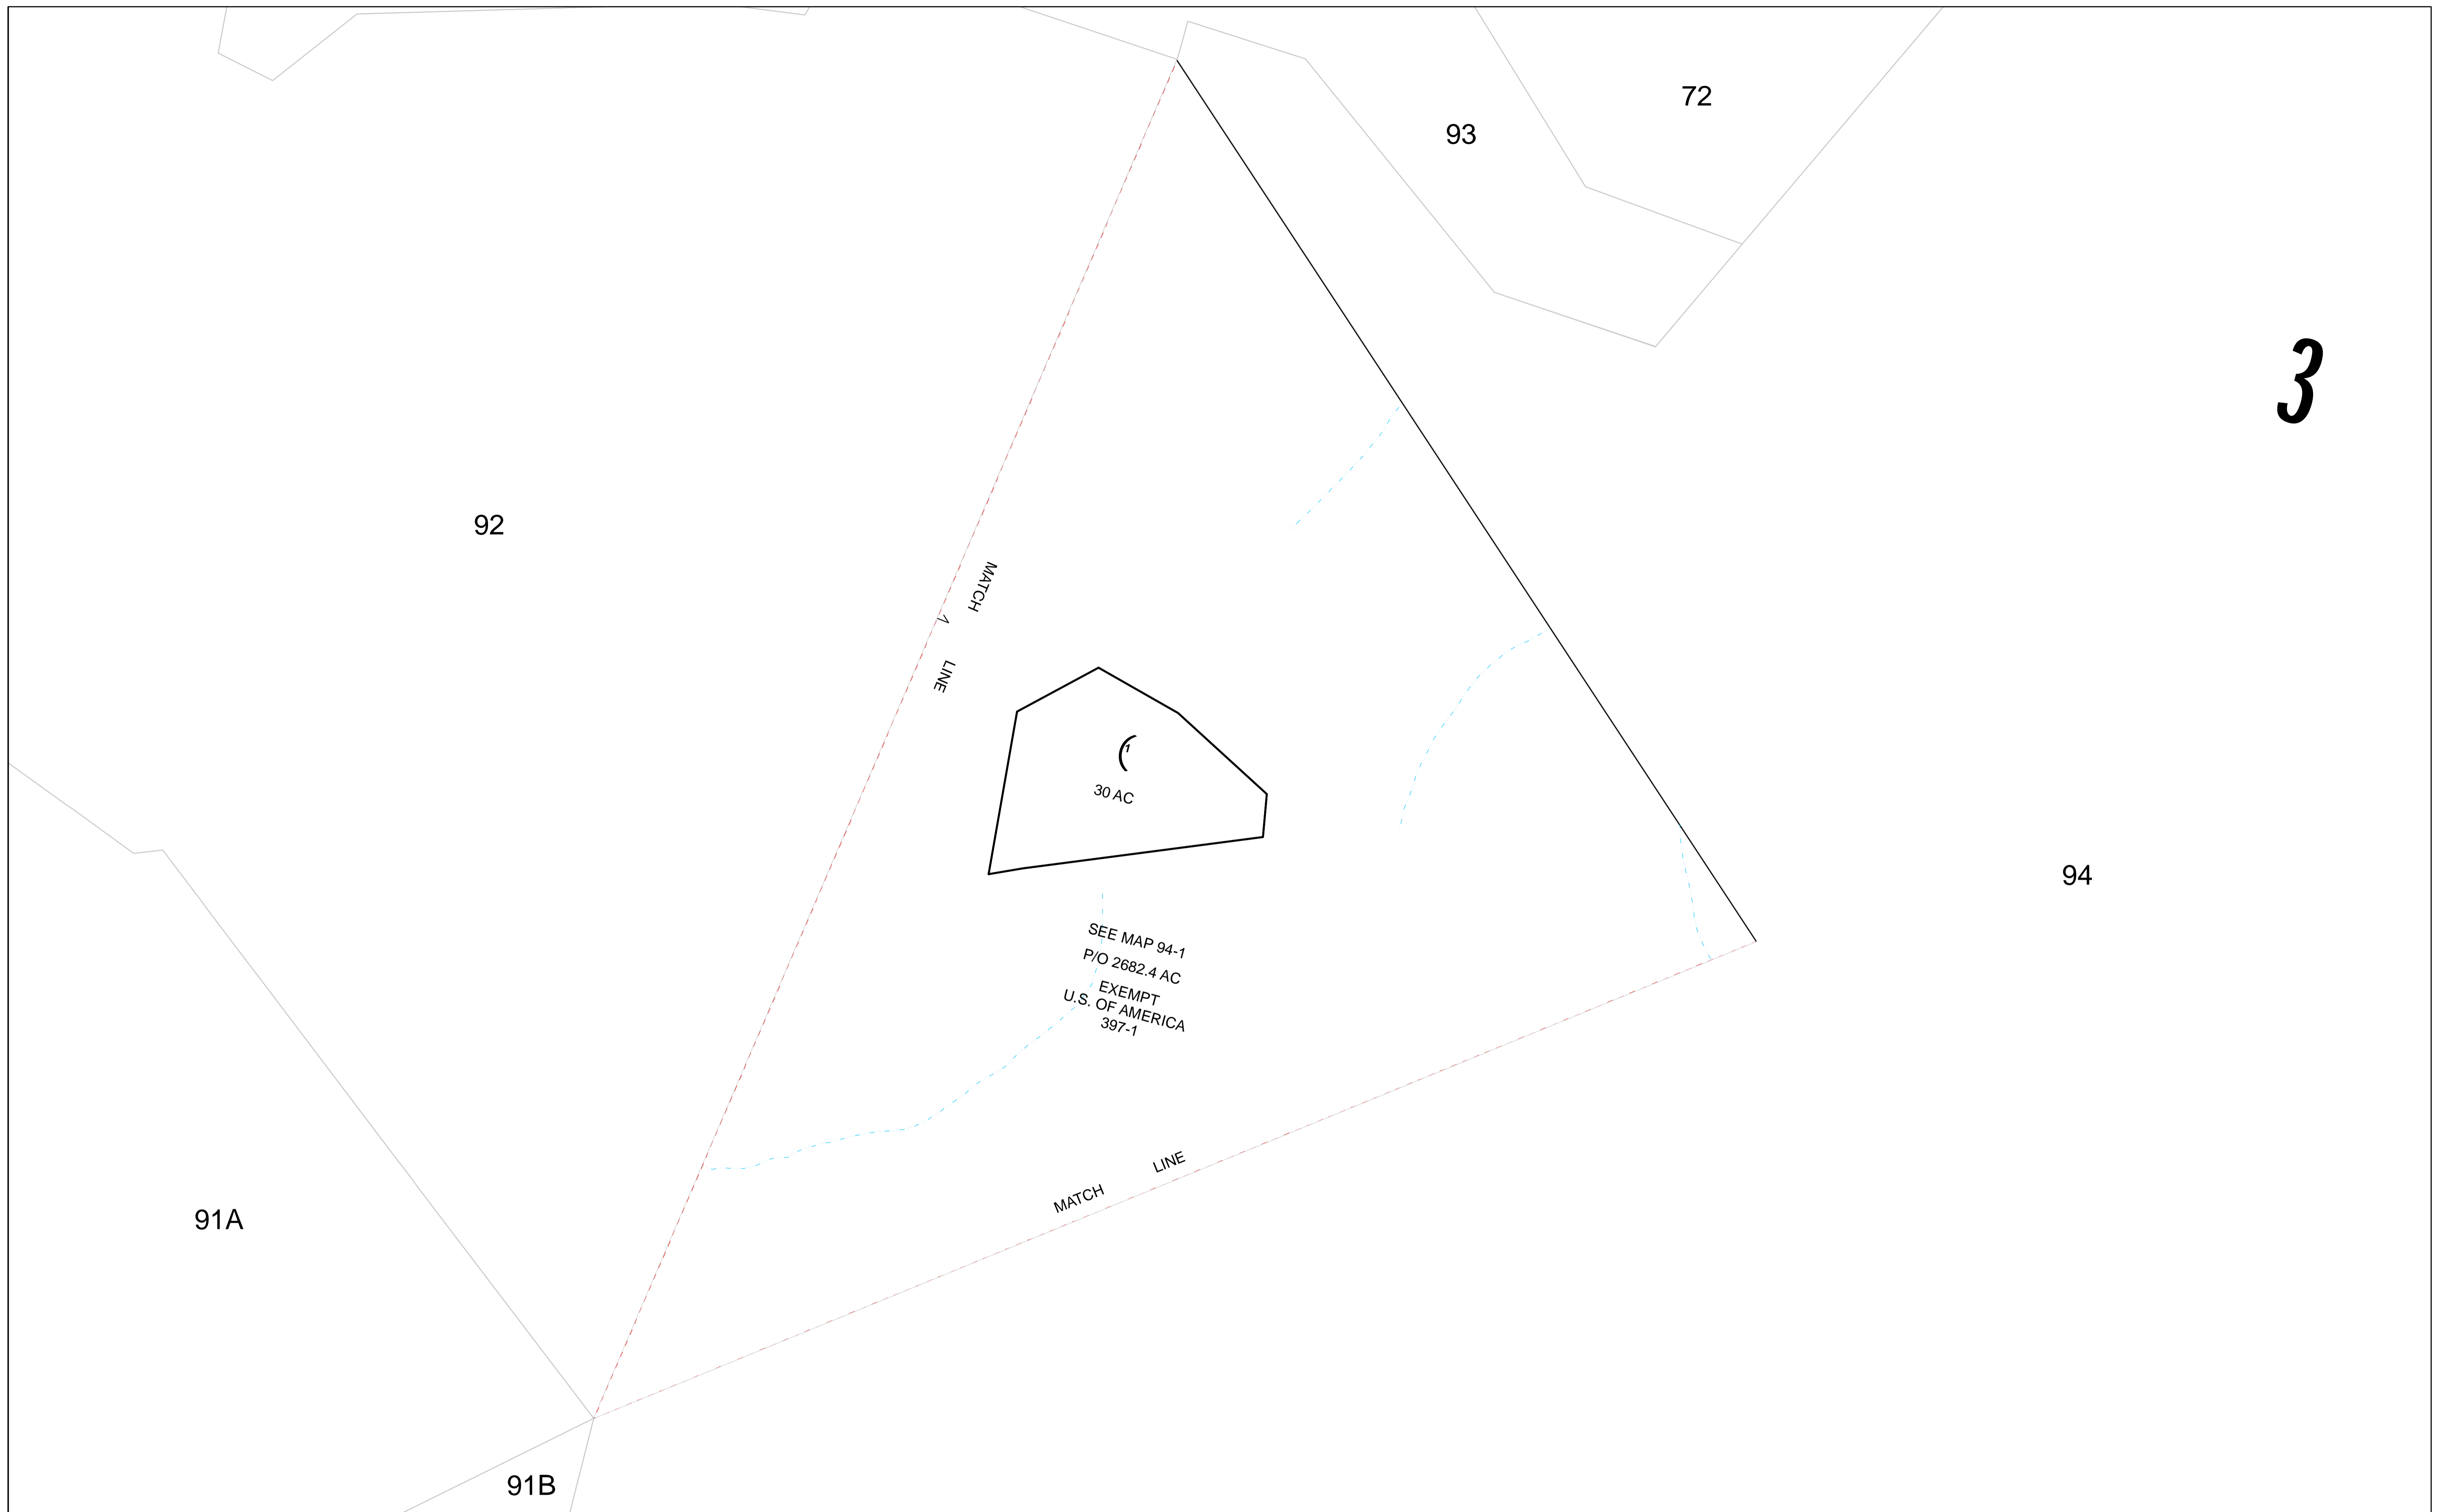 72
93
3
92
MATCH
LINE
1
30 AC
94
SEE MAP 94-1
P/O 2682.4 AC
EXEMPT
U.S. OF AMERICA
397-1
MATCH LINE
91A
91B